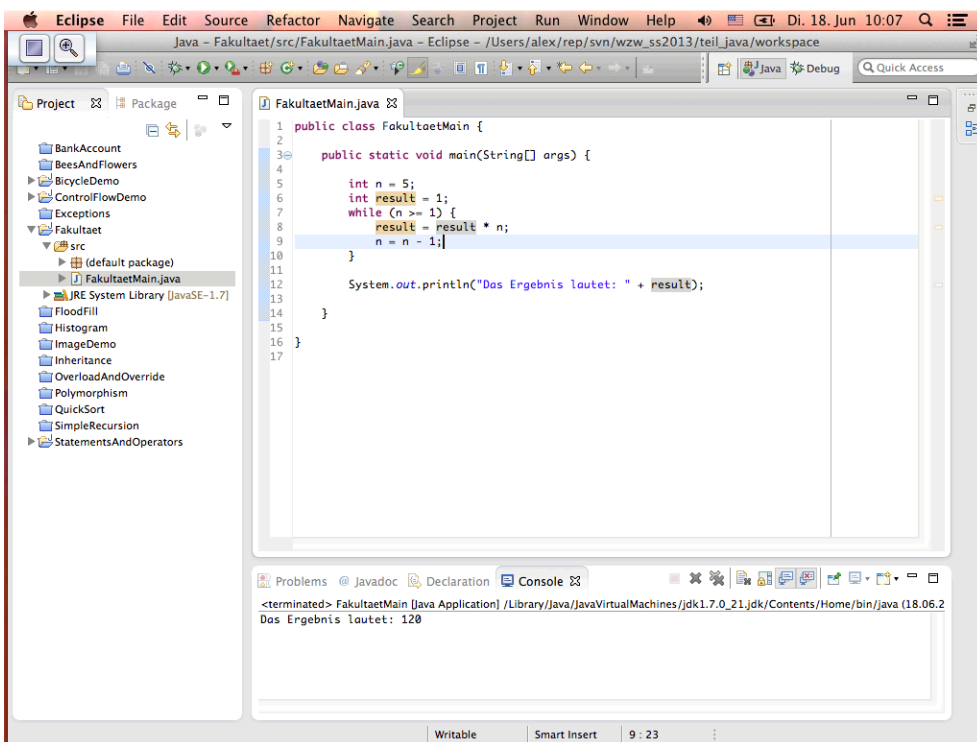 Eclipse File Edit Source Refactor Navigate Search Project Run Window Help Di. 18. Jun 10:07
Java – Fakultaet/src/FakultaetMain.java – Eclipse – /Users/alex/rep/svn/wzw_ss2013/teil_java/workspace
Java Debug Quick Access
Project Package
BankAccount
BeesAndFlowers
BicycleDemo
ControlFlowDemo
Exceptions
Fakultaet
src
(default package)
FakultaetMain.java
JRE System Library [JavaSE-1.7]
FloodFill
Histogram
ImageDemo
Inheritance
OverloadAndOverride
Polymorphism
QuickSort
SimpleRecursion
StatementsAndOperators
FakultaetMain.java
1 public class FakultaetMain {
2
3 public static void main(String[] args) {
4
5 int n = 5;
6 int result = 1;
7 while (n >= 1) {
8 result = result * n;
9 n = n - 1;
10 }
11
12 System.out.println("Das Ergebnis lautet: " + result);
13
14 }
15
16 }
17
Problems @ Javadoc Declaration Console
<terminated> FakultaetMain [Java Application] /Library/Java/JavaVirtualMachines/jdk1.7.0_21.jdk/Contents/Home/bin/java (18.06.2
Das Ergebnis lautet: 120
Writable Smart Insert 9 : 23